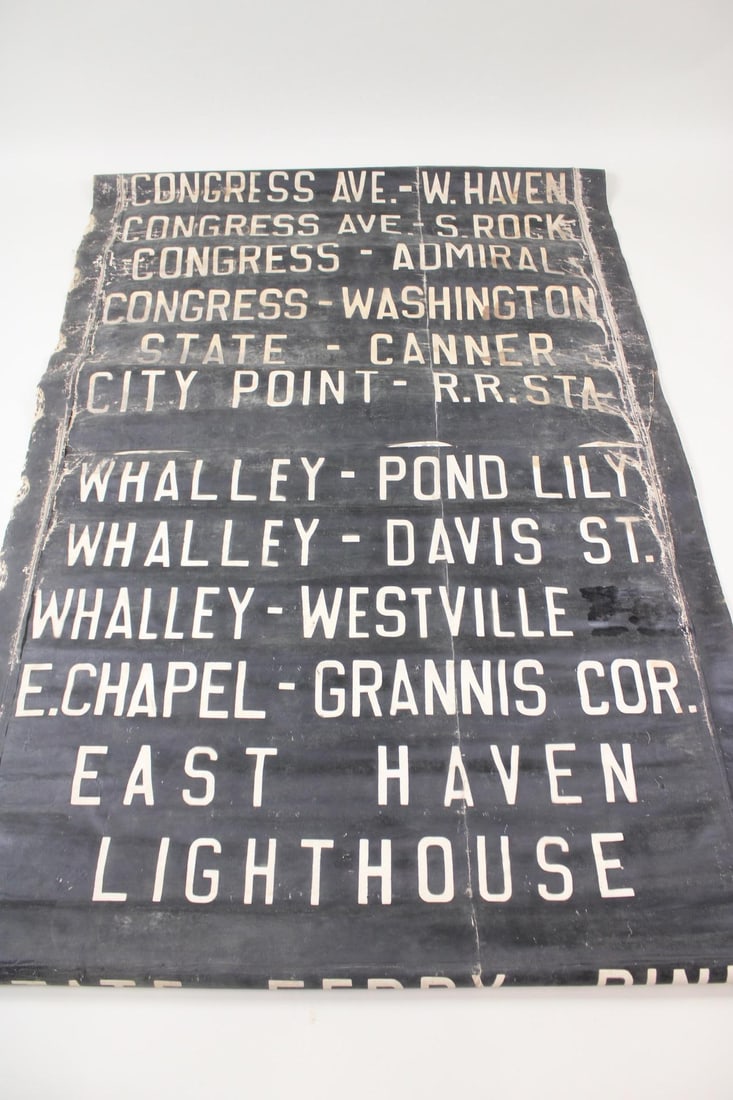 CONGRESS AVE.-W. HAVEN
CONGRESS AVE.-S. ROCK
CONGRESS - ADMIRAL
CONGRESS - WASHINGTON
STATE - CANNER
CITY POINT - R.R. STA
WHALLEY - POND LILY
WHALLEY - DAVIS ST.
WHALLEY - WESTVILLE
E. CHAPEL - GRANNIS COR.
EAST HAVEN
LIGHTHOUSE